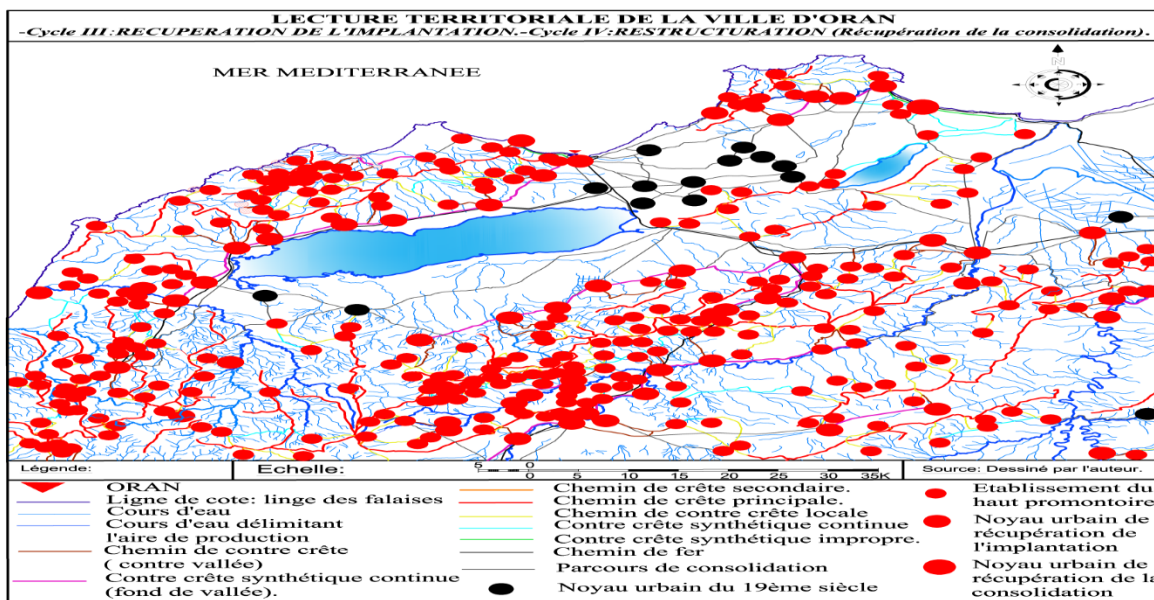 LECTURE TERRITORIALE DE LA VILLE D'ORAN
-Cycle III:RECUPERATION DE L'IMPLANTATION.-Cycle IV:RESTRUCTURATION (Récupération de la consolidation).
N
MER MEDITERRANEE
Légende:
Echelle:
5 0 5 10 15 20 25 30 35K
Source: Dessiné par l'auteur.
ORAN
Ligne de cote: linge des falaises
Cours d'eau
Cours d'eau délimitant
l'aire de production
Chemin de contre crête
( contre vallée)
Contre crête synthétique continue
(fond de vallée).
Chemin de crête secondaire.
Chemin de crête principale.
Chemin de contre crête locale
Contre crête synthétique continue
Contre crête synthétique impropre.
Chemin de fer
Parcours de consolidation
Noyau urbain du 19ème siècle
Etablissement du
haut promontoire
Noyau urbain de
récupération de
l'implantation
Noyau urbain de
récupération de la
consolidation